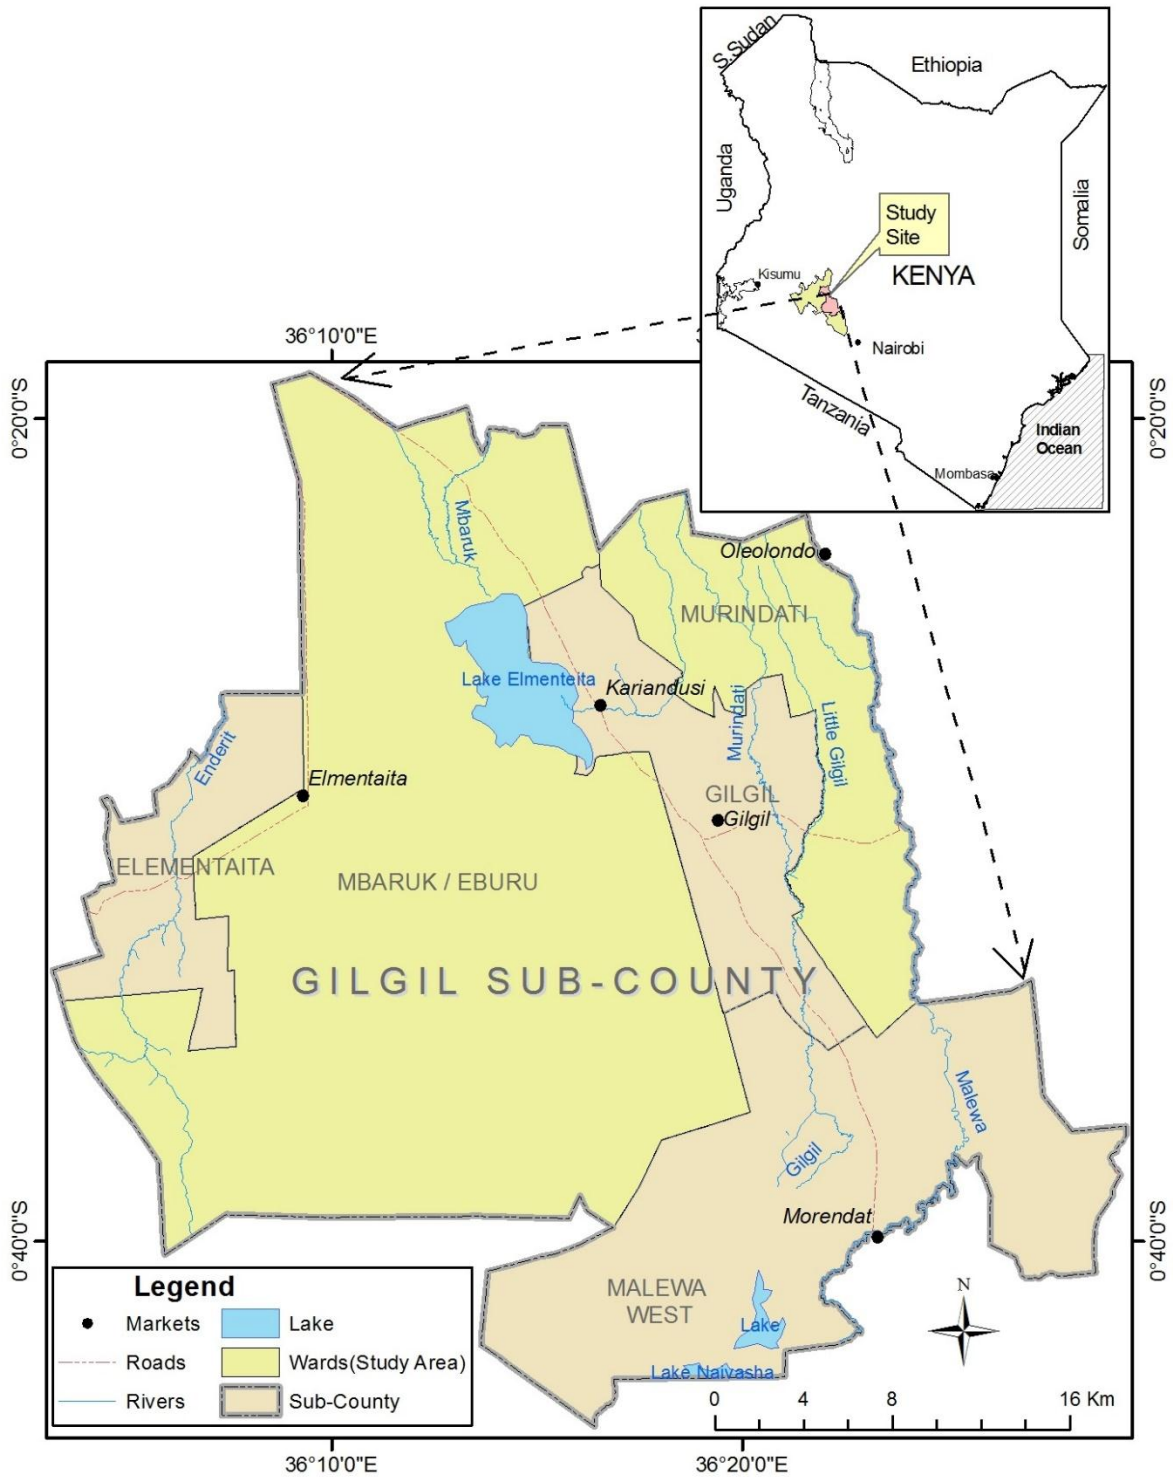 S.Sudan
Ethiopia
Uganda
Somalia
Study
Site
Kisumu
KENYA
Nairobi
Tanzania
Indian
Ocean
Mombasa
36°10'0"E
0°20'0"S
0°20'0"S
Mbaruk
Oleolondo
MURINDATI
Lake Elmenteita
Kariandusi
Murindati
Little Gilgil
Enderit
Elmentaita
GILGIL
Gilgil
ELEMENTAITA
MBARUK / EBURU
GILGIL SUB-COUNTY
Malewa
Gilgil
Morendat
0°40'0"S
0°40'0"S
MALEWA
WEST
Lake
Lake Naivasha
N
Legend
Markets
Lake
Roads
Wards(Study Area)
Rivers
Sub-County
0 4 8 16 Km
36°10'0"E
36°20'0"E